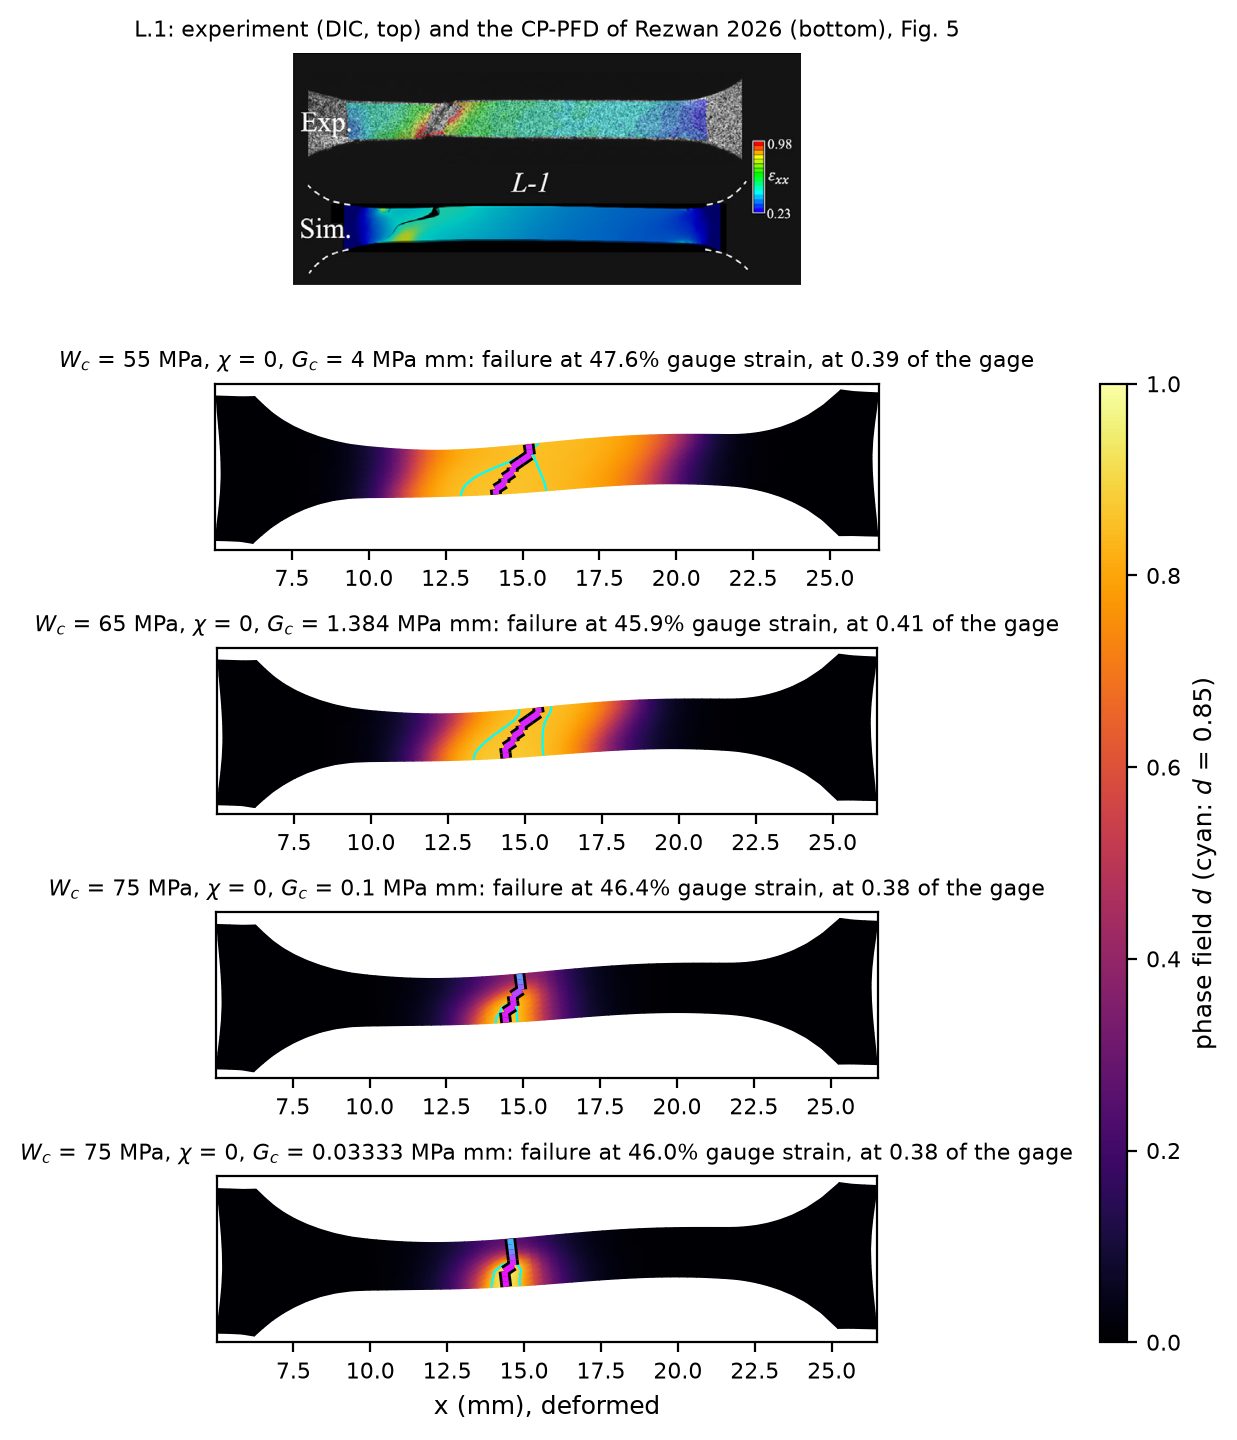 L.1: experiment (DIC, top) and the CP-PFD of Rezwan 2026 (bottom), Fig. 5
Exp.
0.98
εxx
0.23
L-1
Sim.
Wc = 55 MPa, χ = 0, Gc = 4 MPa mm: failure at 47.6% gauge strain, at 0.39 of the gage
7.5 10.0 12.5 15.0 17.5 20.0 22.5 25.0
Wc = 65 MPa, χ = 0, Gc = 1.384 MPa mm: failure at 45.9% gauge strain, at 0.41 of the gage
7.5 10.0 12.5 15.0 17.5 20.0 22.5 25.0
Wc = 75 MPa, χ = 0, Gc = 0.1 MPa mm: failure at 46.4% gauge strain, at 0.38 of the gage
7.5 10.0 12.5 15.0 17.5 20.0 22.5 25.0
Wc = 75 MPa, χ = 0, Gc = 0.03333 MPa mm: failure at 46.0% gauge strain, at 0.38 of the gage
7.5 10.0 12.5 15.0 17.5 20.0 22.5 25.0
x (mm), deformed
1.0
0.8
0.6
0.4
0.2
0.0
phase field d (cyan: d = 0.85)